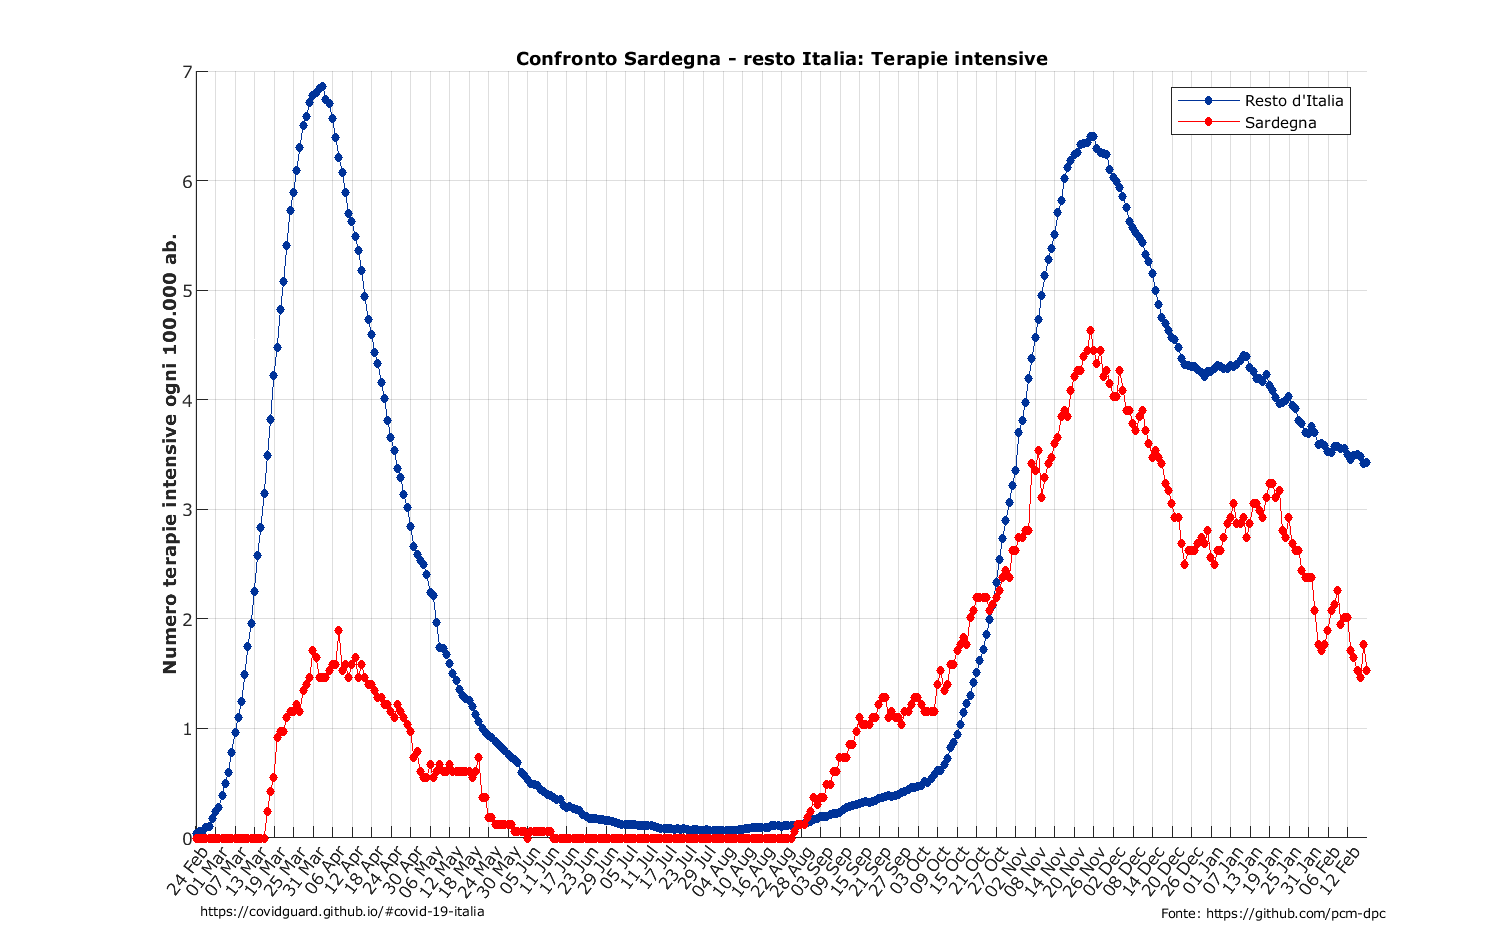 Confronto Sardegna - resto Italia: Terapie intensive
Resto d'Italia
Sardegna
Numero terapie intensive ogni 100.000 ab.
7
6
5
4
3
2
1
0
24 Feb
01 Mar
07 Mar
13 Mar
19 Mar
25 Mar
31 Mar
06 Apr
12 Apr
18 Apr
24 Apr
30 Apr
06 May
12 May
18 May
24 May
30 May
05 Jun
11 Jun
17 Jun
23 Jun
29 Jun
05 Jul
11 Jul
17 Jul
23 Jul
29 Jul
04 Aug
10 Aug
16 Aug
22 Aug
28 Aug
03 Sep
09 Sep
15 Sep
21 Sep
27 Sep
03 Oct
09 Oct
15 Oct
21 Oct
27 Oct
02 Nov
08 Nov
14 Nov
20 Nov
26 Nov
02 Dec
08 Dec
14 Dec
20 Dec
26 Dec
01 Jan
07 Jan
13 Jan
19 Jan
25 Jan
31 Jan
06 Feb
12 Feb
https://covidguard.github.io/#covid-19-italia
Fonte: https://github.com/pcm-dpc